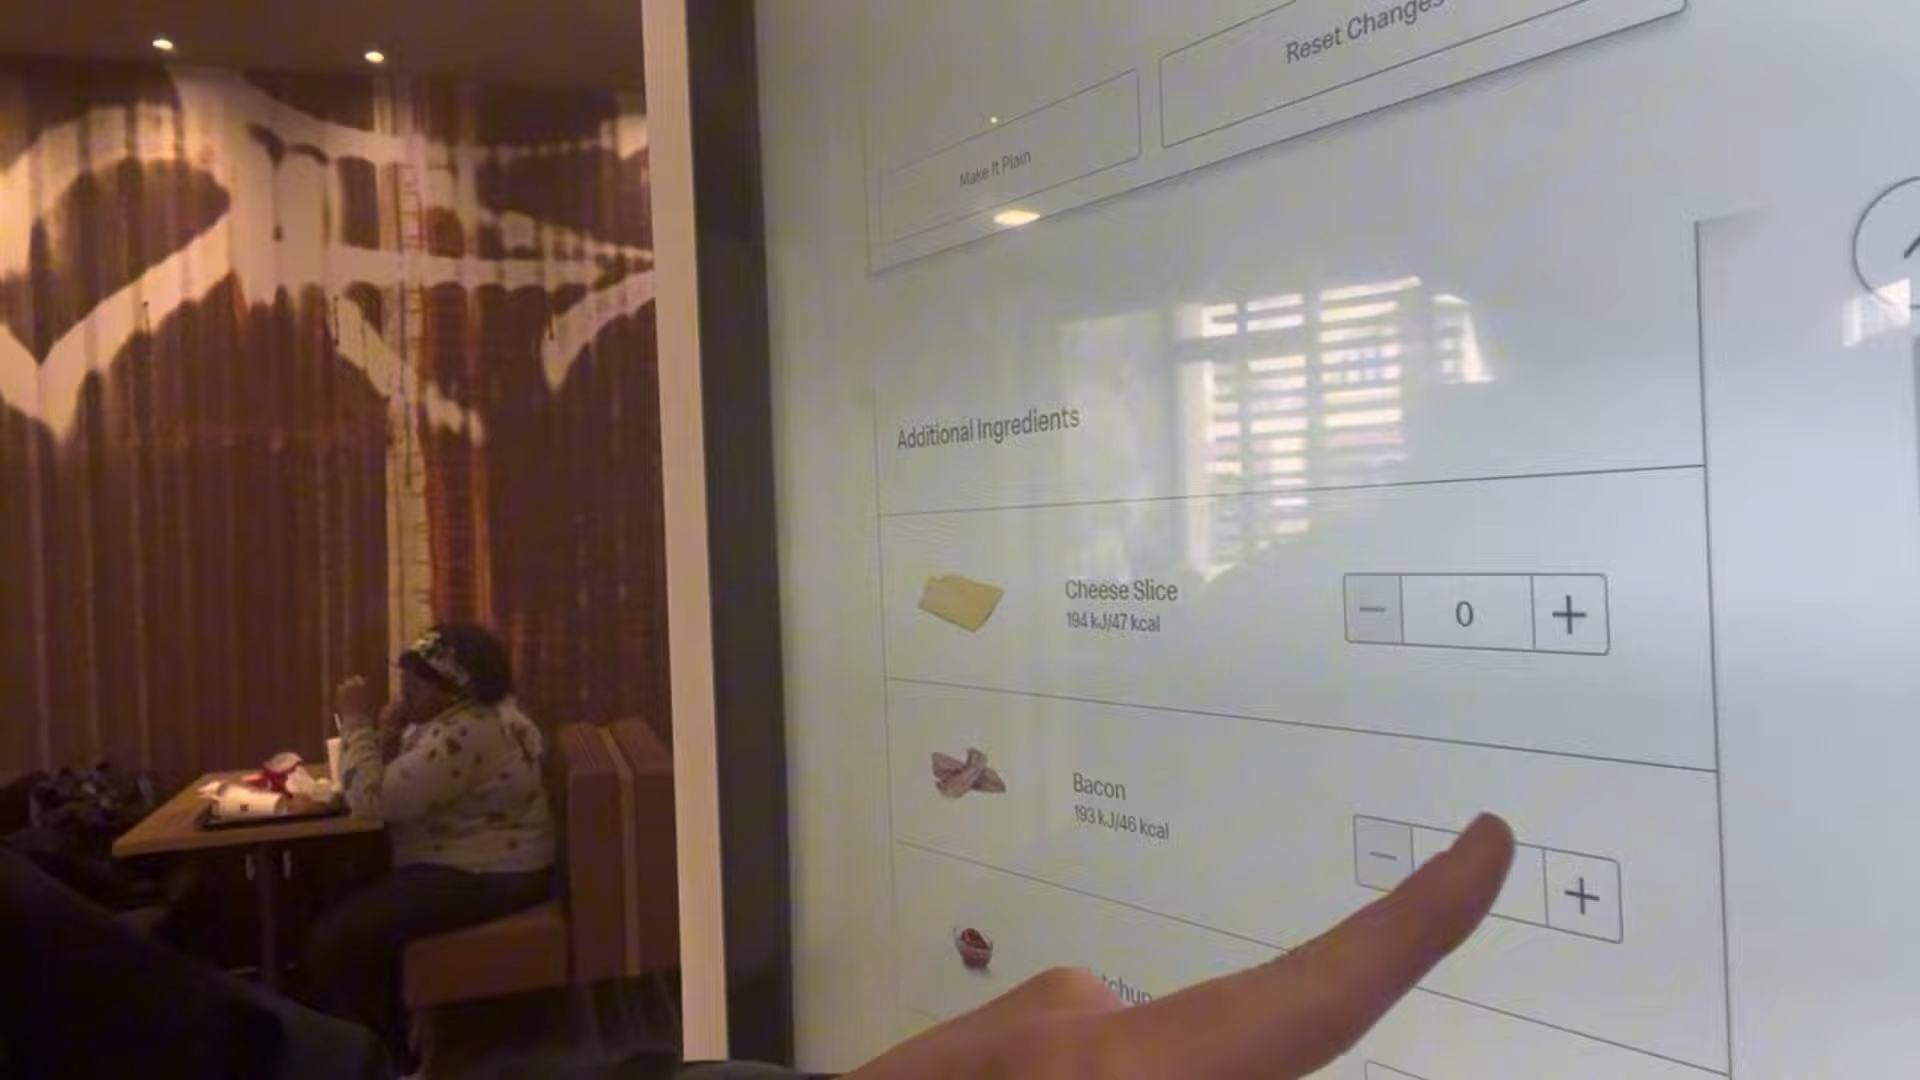 Reset Changes
Make It Plain
Additional Ingredients
Cheese Slice
194 kJ/47 kcal
− 0 +
Bacon
193 kJ/46 kcal
− +
tchup